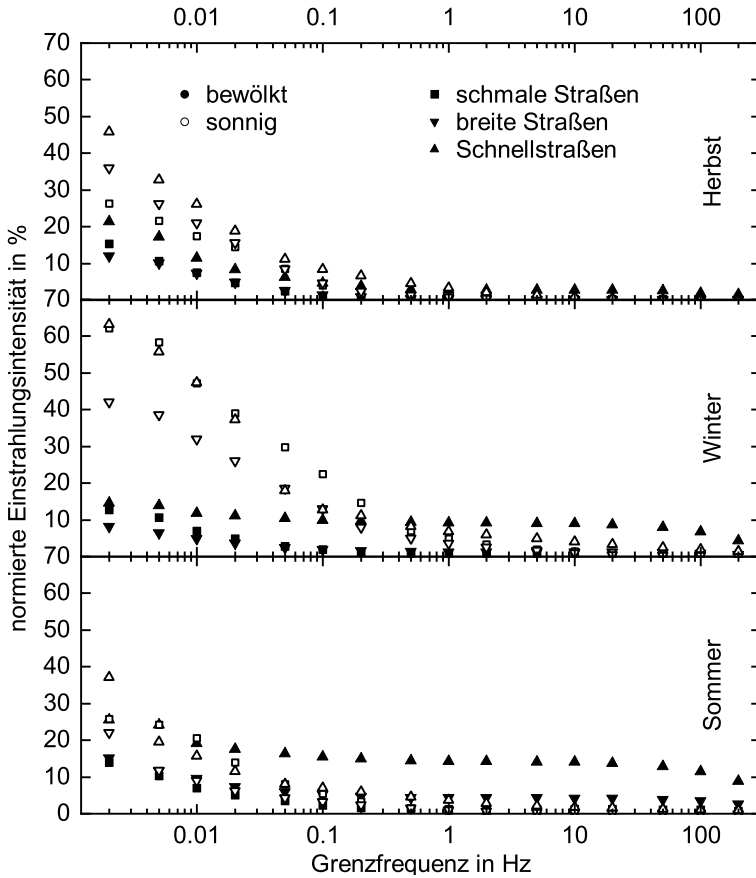 0.01 0.1 1 10 100
70
60
50
40
30
20
10
bewölkt
sonnig
schmale Straßen
breite Straßen
Schnellstraßen
Herbst
70
60
50
40
30
20
10
Winter
70
60
50
40
30
20
10
0
Sommer
normierte Einstrahlungsintensität in %
0.01 0.1 1 10 100
Grenzfrequenz in Hz